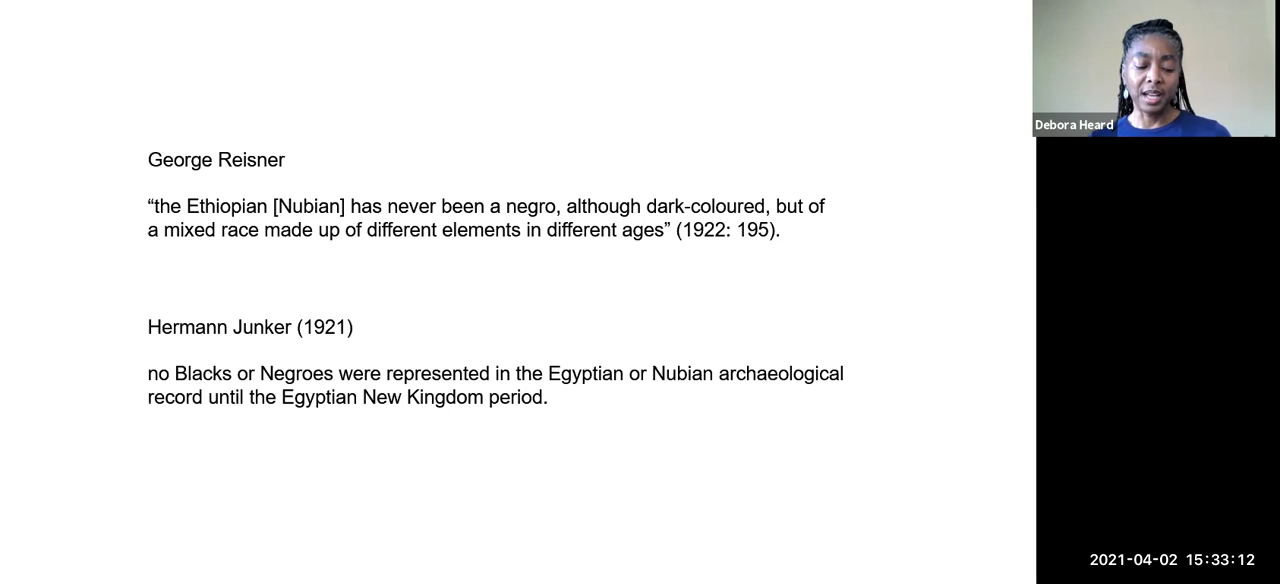 George Reisner
“the Ethiopian [Nubian] has never been a negro, although dark-coloured, but of
a mixed race made up of different elements in different ages” (1922: 195).
Hermann Junker (1921)
no Blacks or Negroes were represented in the Egyptian or Nubian archaeological
record until the Egyptian New Kingdom period.
Debora Heard
2021-04-02 15:33:12